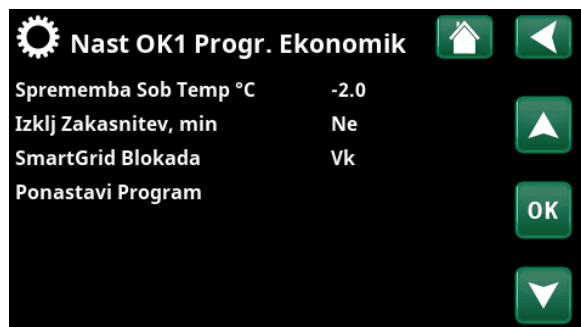 Nast OK1 Progr. Ekonomik
Sprememba Sob Temp °C -2.0
Izklj Zakasnitev, min Ne
SmartGrid Blokada Vk
Ponastavi Program
OK